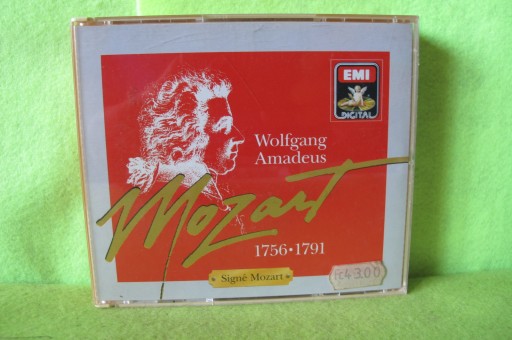 EMI
DIGITAL
Wolfgang
Amadeus
Mozart
1756·1791
Signé Mozart